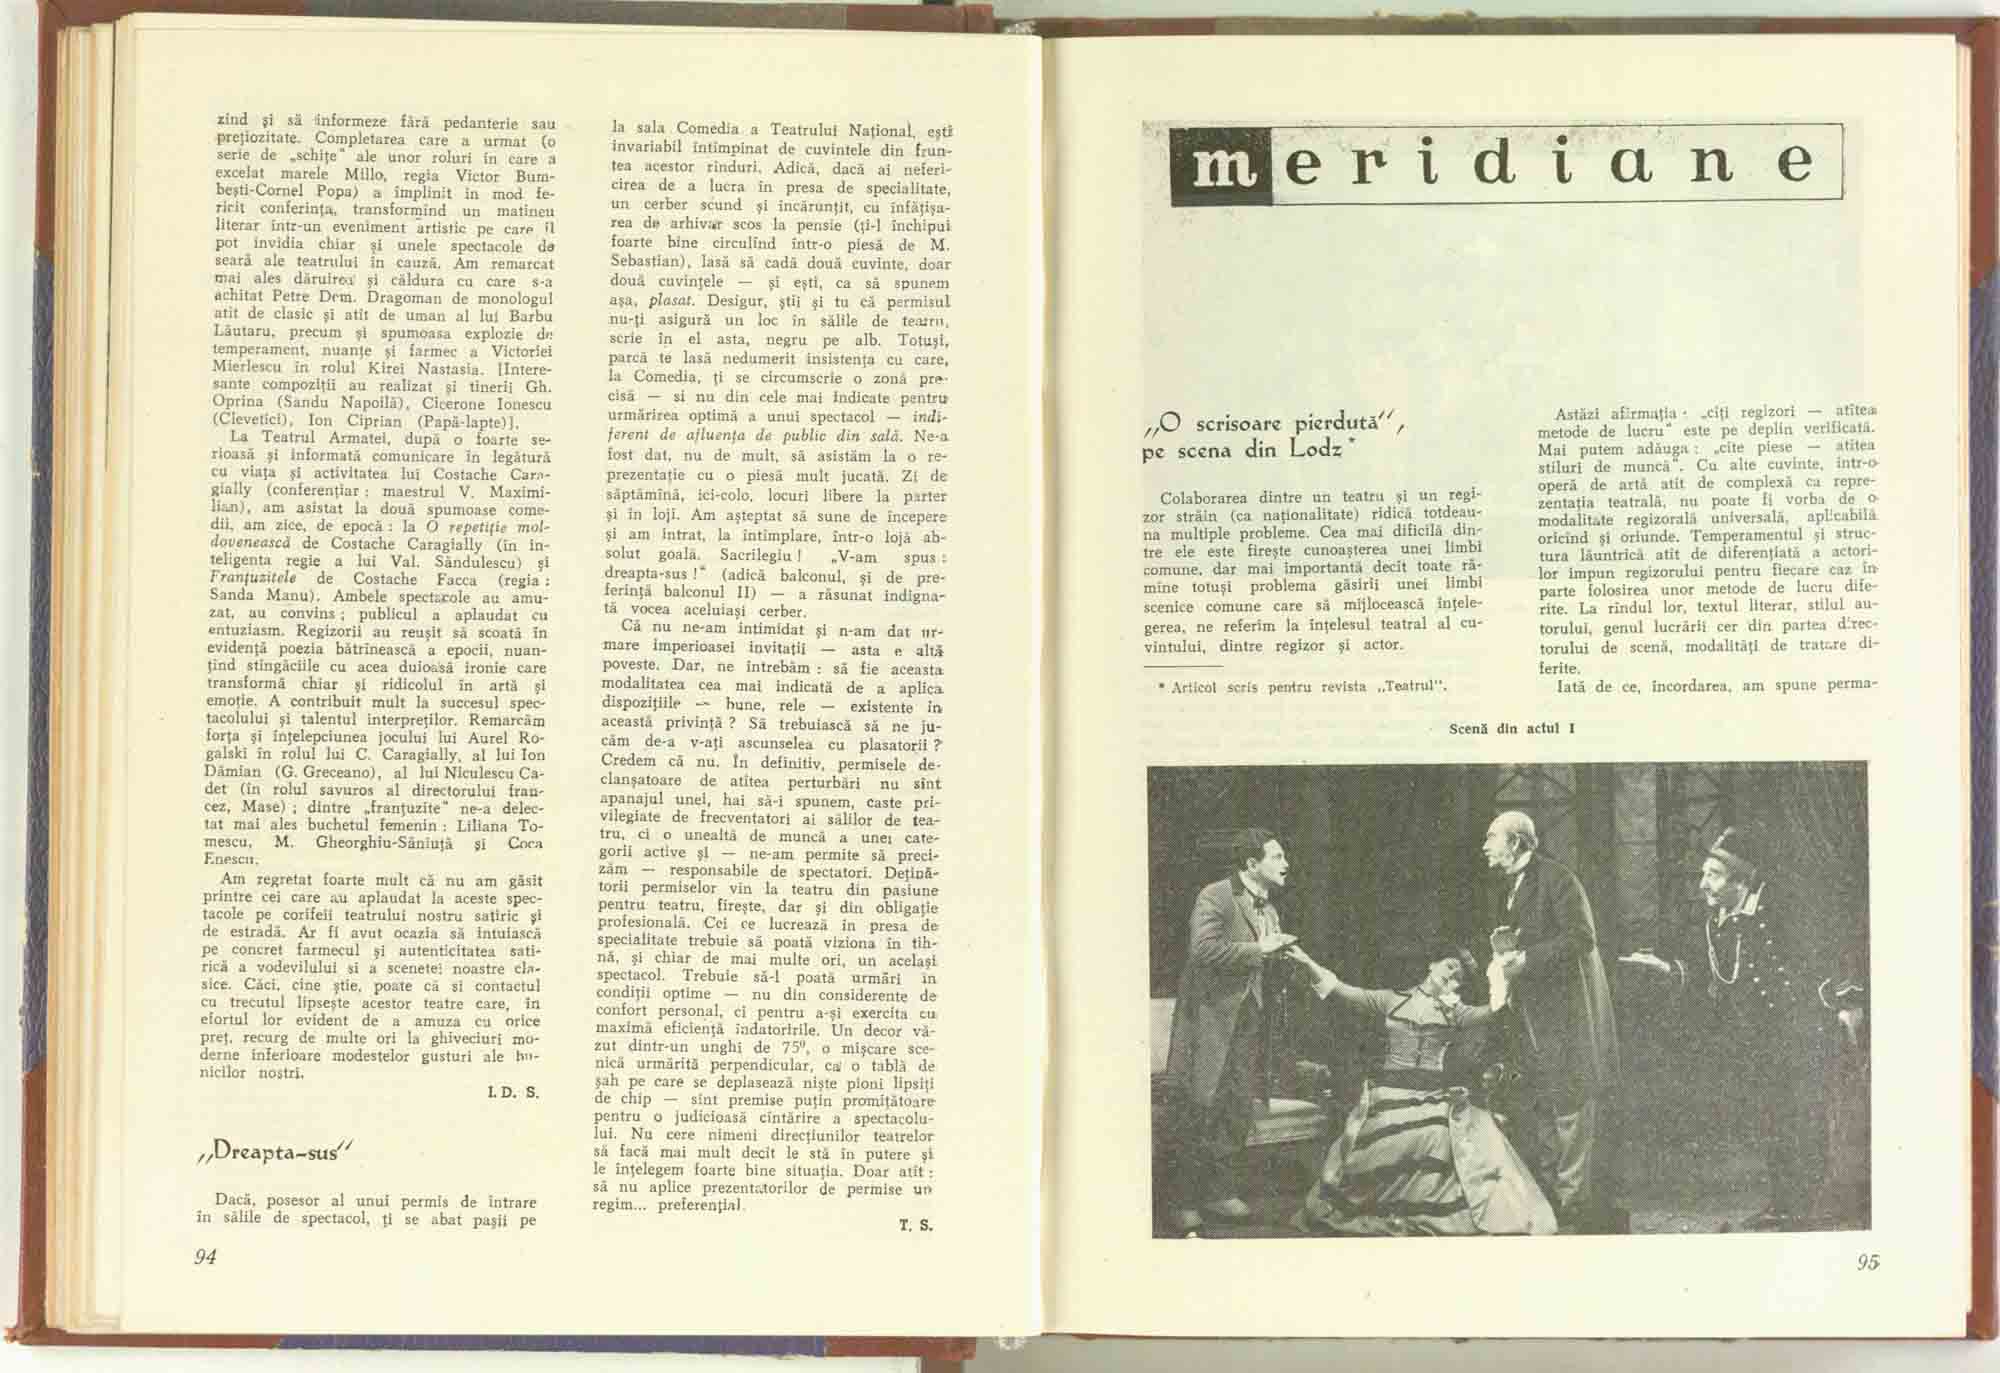 zind și să informeze fără pedanterie sau
prețiozitate. Completarea care a urmat (o
serie de „schițe" ale unor roluri în care a
excelat marele Millo, regia Victor Bum-
bești-Cornel Popa) a împlinit în mod fe-
ricit conferința, transformînd un matineu
literar într-un eveniment artistic pe care îl
pot invidia chiar și unele spectacole de
seară ale teatrului în cauză. Am remarcat
mai ales dăruirea și căldura cu care s-a
achitat Petre Dem. Dragoman de monologul
atît de clasic și atît de uman al lui Barbu
Lăutaru, precum și spumoasa explozie de
temperament, nuanțe și farmec a Victoriei
Mierlescu în rolul Kirei Nastasia. [Intere-
sante compoziții au realizat și tinerii Gh.
Oprina (Sandu Napoilă), Cicerone Ionescu
(Clevetici), Ion Ciprian (Papă-lapte)].
La Teatrul Armatei, după o foarte se-
rioasă și informată comunicare în legătură
cu viața și activitatea lui Costache Cara-
gially (conferențiar : maestrul V. Maximi-
lian), am asistat la două spumoase come-
dii, am zice, de epocă : la O repetiție mol-
dovenească de Costache Caragially (în in-
teligenta regie a lui Val. Săndulescu) și
Franțuzitele de Costache Facca (regia :
Sanda Manu). Ambele spectacole au amu-
zat, au convins ; publicul a aplaudat cu
entuziasm. Regizorii au reușit să scoată în
evidență poezia bătrînească a epocii, nuan-
țînd stîngăciile cu acea duioasă ironie care
transformă chiar și ridicolul în artă și
emoție. A contribuit mult la succesul spec-
tacolului și talentul interpreților. Remarcăm
forța și înțelepciunea jocului lui Aurel Ro-
galski în rolul lui C. Caragially, al lui Ion
Dămian (G. Greceano), al lui Niculescu Ca-
det (în rolul savuros al directorului fran-
cez, Mase) ; dintre „franțuzite" ne-a delec-
tat mai ales buchetul femenin : Liliana To-
mescu, M. Gheorghiu-Săniuță și Coca
Enescu.
Am regretat foarte mult că nu am găsit
printre cei care au aplaudat la aceste spec-
tacole pe corifeii teatrului nostru satiric și
de estradă. Ar fi avut ocazia să intuiască
pe concret farmecul și autenticitatea sati-
rică a vodevilului și a scenetei noastre cla-
sice. Căci, cine știe, poate că și contactul
cu trecutul lipsește acestor teatre care, în
efortul lor evident de a amuza cu orice
preț, recurg de multe ori la ghiveciuri mo-
derne inferioare modestelor gusturi ale bu-
nicilor noștri.
I. D. S.
„Dreapta-sus"
Dacă, posesor al unui permis de intrare
în sălile de spectacol, ți se abat pașii pe
94
la sala Comedia a Teatrului Național, ești
invariabil întîmpinat de cuvintele din frun-
tea acestor rînduri. Adică, dacă ai neferi-
cirea de a lucra în presa de specialitate,
un cerber scund și încărunțit, cu înfățișa-
rea de arhivar scos la pensie (ți-l închipui
foarte bine circulînd într-o piesă de M.
Sebastian), lasă să cadă două cuvinte, doar
două cuvințele — și ești, ca să spunem
așa, plasat. Desigur, știi și tu că permisul
nu-ți asigură un loc în sălile de teatru,
scrie în el asta, negru pe alb. Totuși,
parcă te lasă nedumerit insistența cu care,
la Comedia, ți se circumscrie o zonă pre-
cisă — si nu din cele mai indicate pentru
urmărirea optimă a unui spectacol — indi-
ferent de afluența de public din sală. Ne-a
fost dat, nu de mult, să asistăm la o re-
prezentație cu o piesă mult jucată. Zi de
săptămînă, ici-colo, locuri libere la parter
și în loji. Am așteptat să sune de începere
și am intrat, la întîmplare, într-o lojă ab-
solut goală. Sacrilegiu ! „V-am spus :
dreapta-sus !" (adică balconul, și de pre-
ferință balconul II) — a răsunat indigna-
tă vocea aceluiași cerber.
Că nu ne-am intimidat și n-am dat ur-
mare imperioasei invitații — asta e altă
poveste. Dar, ne întrebăm : să fie aceasta
modalitatea cea mai indicată de a aplica
dispozițiile — bune, rele — existente în
această privință ? Să trebuiască să ne ju-
căm de-a v-ați ascunselea cu plasatorii ?
Credem că nu. În definitiv, permisele de-
clanșatoare de atîtea perturbări nu sînt
apanajul unei, hai să-i spunem, caste pri-
vilegiate de frecventatori ai sălilor de tea-
tru, ci o unealtă de muncă a unei cate-
gorii active și — ne-am permite să preci-
zăm — responsabile de spectatori. Deținătorii
torii permiselor vin la teatru din pasiune
pentru teatru, firește, dar și din obligație
profesională. Cei ce lucrează în presa de
specialitate trebuie să poată viziona în tih-
nă, și chiar de mai multe ori, un același
spectacol. Trebuie să-l poată urmări în
condiții optime — nu din considerente de
confort personal, ci pentru a-și exercita cu
maximă eficiență îndatoririle. Un decor vă-
zut dintr-un unghi de 75°, o mișcare sce-
nică urmărită perpendicular, ca o tablă de
șah pe care se deplasează niște pioni lipsiți
de chip — sînt premise puțin promițătoare
pentru o judicioasă cîntărire a spectacolu-
lui. Nu cere nimeni direcțiunilor teatrelor
să facă mai mult decît le stă în putere și
le înțelegem foarte bine situația. Doar atît :
să nu aplice prezentatorilor de permise un
regim... preferențial.
T. S.
meridiane
„O scrisoare pierdută",
pe scena din Lodz *
Colaborarea dintre un teatru și un regi-
zor străin (ca naționalitate) ridică totdeau-
na multiple probleme. Cea mai dificilă din-
tre ele este firește cunoașterea unei limbi
comune, dar mai importantă decît toate ră-
mîne totuși problema găsirii unei limbi
scenice comune care să mijlocească înțele-
gerea, ne referim la înțelesul teatral al cu-
vintului, dintre regizor și actor.
* Articol scris pentru revista „Teatrul".
Astăzi afirmația : „cîți regizori — atîtea
metode de lucru" este pe deplin verificată.
Mai putem adăuga : „cîte piese — atîtea
stiluri de muncă". Cu alte cuvinte, într-o
operă de artă atît de complexă ca repre-
zentația teatrală, nu poate fi vorba de o
modalitate regizorală universală, aplicabilă
oricînd și oriunde. Temperamentul și struc-
tura lăuntrică atît de diferențiată a actori-
lor impun regizorului pentru fiecare caz în
parte folosirea unor metode de lucru dife-
rite. La rîndul lor, textul literar, stilul au-
torului, genul lucrării cer din partea direc-
torului de scenă, modalități de tratare di-
ferite.
Iată de ce, încordarea, am spune perma-
Scenă din actul I
95